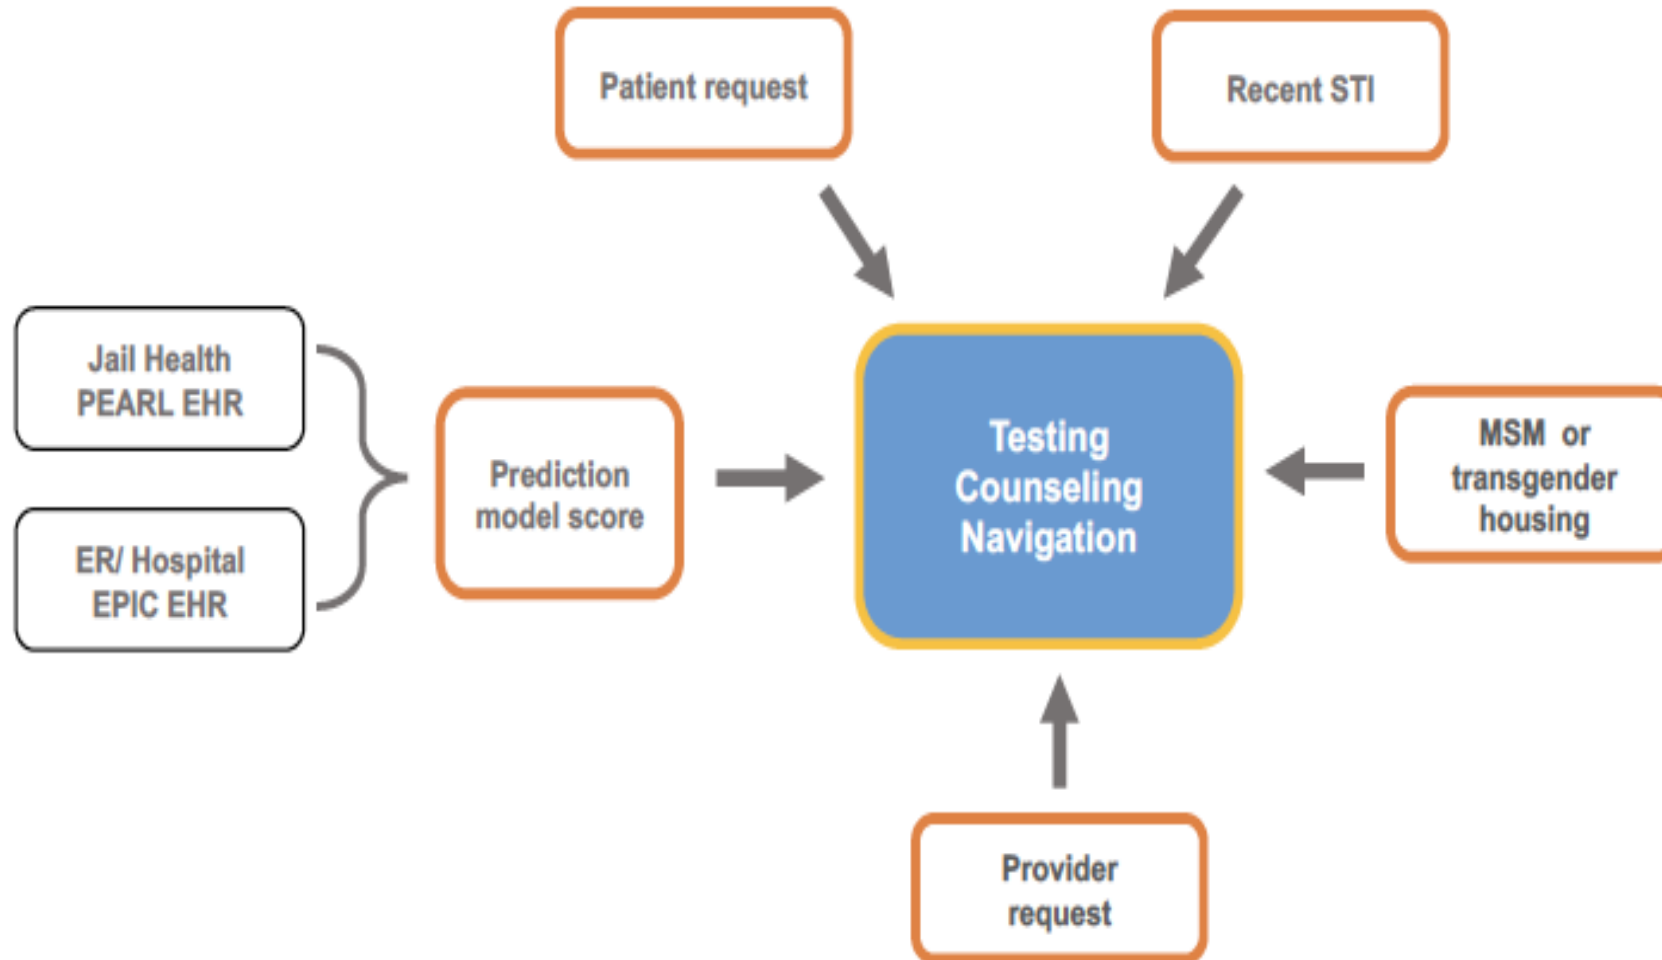 Patient request
Recent STI
Jail Health
PEARL EHR
ER/ Hospital
EPIC EHR
Prediction
model score
Testing
Counseling
Navigation
MSM or
transgender
housing
Provider
request